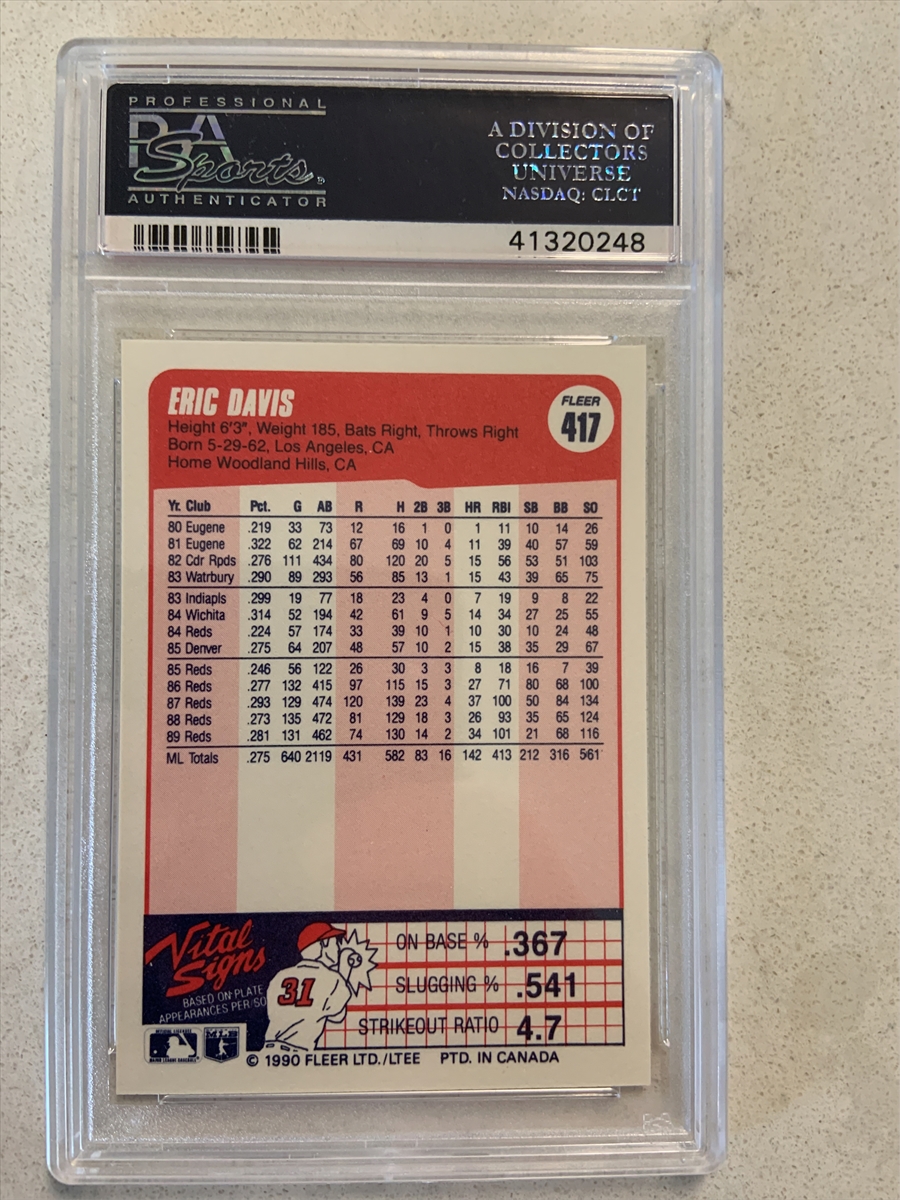 PROFESSIONAL
PSA
Sports
AUTHENTICATOR
A DIVISION OF
COLLECTORS
UNIVERSE
NASDAQ: CLCT
41320248
ERIC DAVIS
Height 6'3", Weight 185, Bats Right, Throws Right
Born 5-29-62, Los Angeles, CA
Home Woodland Hills, CA
FLEER
417
Yr. Club Pct. G AB R H 2B 3B HR RBI SB BB SO
80 Eugene .219 33 73 12 16 1 0 1 11 10 14 26
81 Eugene .322 62 214 67 69 10 4 11 39 40 57 59
82 Cdr Rpds .276 111 434 80 120 20 5 15 56 53 51 103
83 Watrbury .290 89 293 56 85 13 1 15 43 39 65 75
83 Indiapls .299 19 77 18 23 4 0 7 19 9 8 22
84 Wichita .314 52 194 42 61 9 5 14 34 27 25 55
84 Reds .224 57 174 33 39 10 1 10 30 10 24 48
85 Denver .275 64 207 48 57 10 2 15 38 35 29 67
85 Reds .246 56 122 26 30 3 3 8 18 16 7 39
86 Reds .277 132 415 97 115 15 3 27 71 80 68 100
87 Reds .293 129 474 120 139 23 4 37 100 50 84 134
88 Reds .273 135 472 81 129 18 3 26 93 35 65 124
89 Reds .281 131 462 74 130 14 2 34 101 21 68 116
ML Totals .275 640 2119 431 582 83 16 142 413 212 316 561
Vital
Signs
BASED ON PLATE
APPEARANCES PER/SO
31
ON BASE % .367
SLUGGING % .541
STRIKEOUT RATIO 4.7
© 1990 FLEER LTD./LTEE PTD. IN CANADA